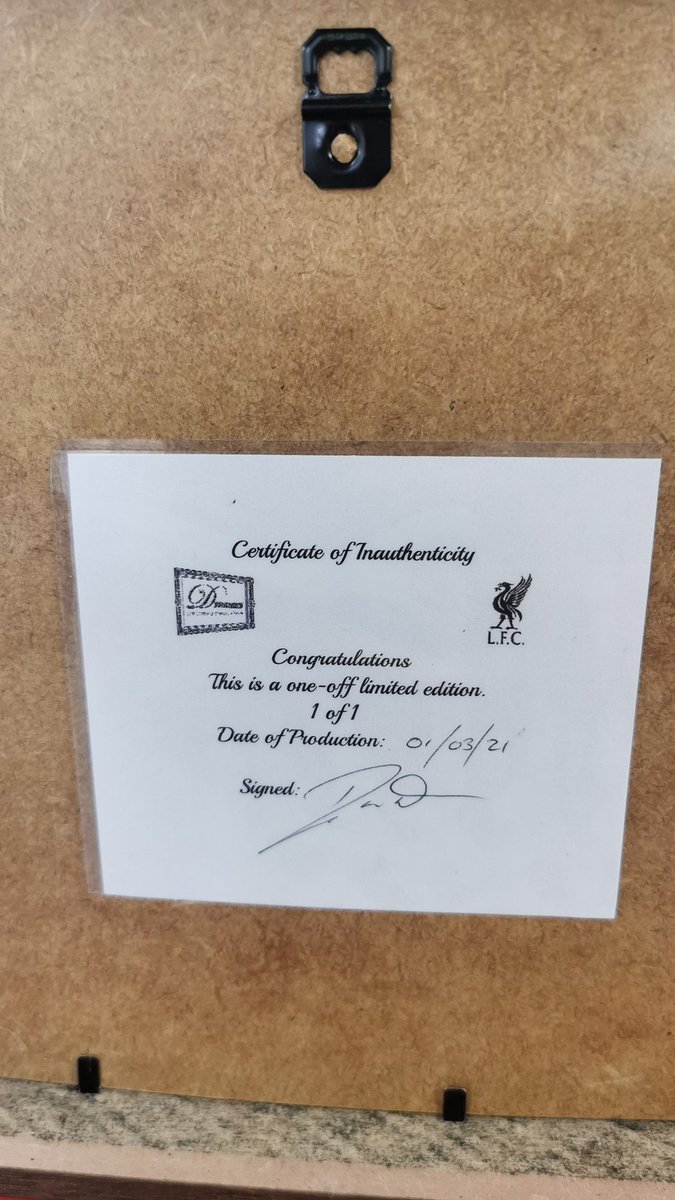 Certificate of Inauthenticity
L.F.C.
Congratulations
This is a one-off limited edition.
1 of 1
Date of Production: 01/03/21
Signed: